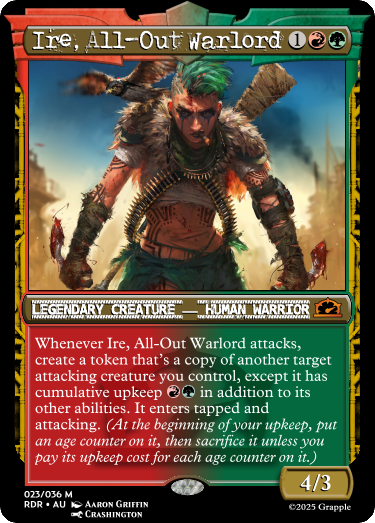 Ire, All-Out Warlord 1
Legendary Creature — Human Warrior
Whenever Ire, All-Out Warlord attacks,
create a token that's a copy of another target
attacking creature you control, except it has
cumulative upkeep in addition to its
other abilities. It enters tapped and
attacking. (At the beginning of your upkeep, put
an age counter on it, then sacrifice it unless you
pay its upkeep cost for each age counter on it.)
4/3
023/036 M
RDR • AU Aaron Griffin
Crashington
©2025 Grapple